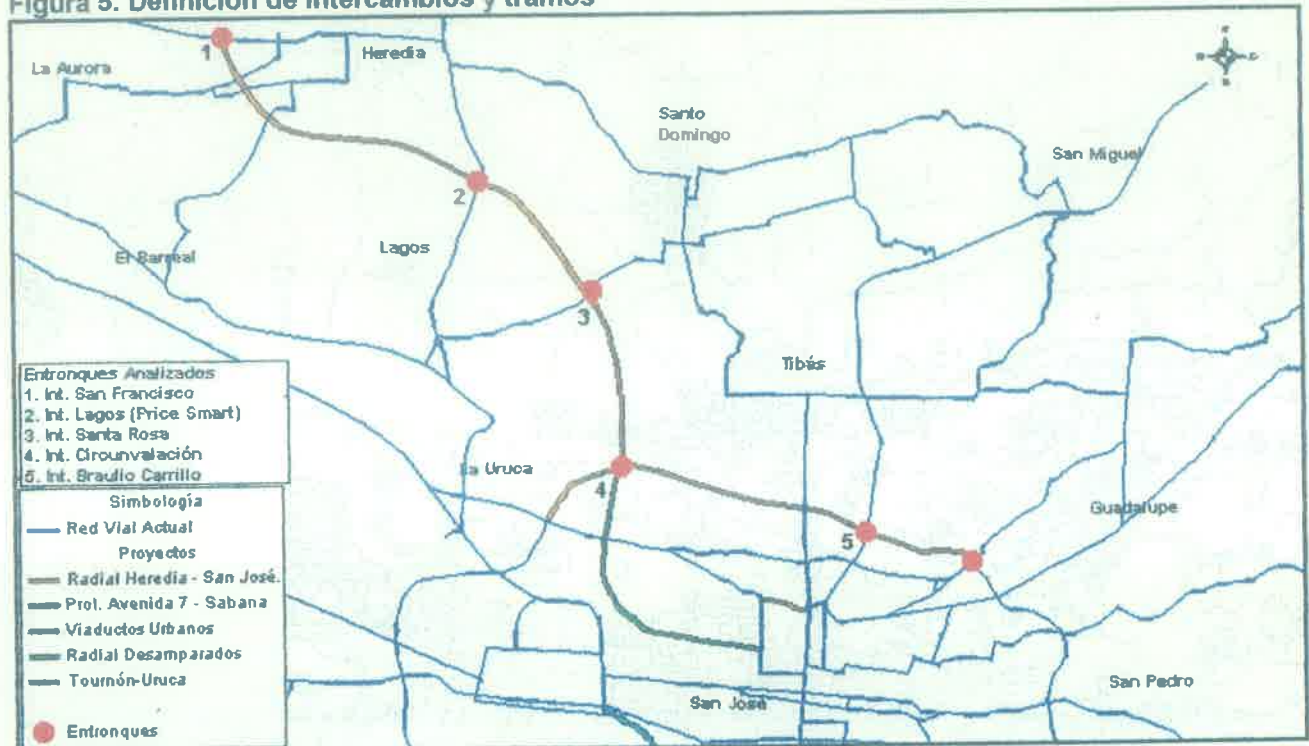 Figura 5. Definición de intercambios y tramos
1
Heredia
La Aurora
Santo
Domingo
San Miguel
2
Lagos
El Barreal
3
Tibás
Entronques Analizados
1. Int. San Francisco
2. Int. Lagos (Price Smart)
3. Int. Santa Rosa
4. Int. Circunvalación
5. Int. Braulio Carrillo
La Uruca
4
Guadalupe
5
Simbología
Red Vial Actual
Proyectos
Radial Heredia - San José.
Prol. Avenida 7 - Sabana
Viaductos Urbanos
Radial Desamparados
Tournón-Uruca
Entronques
San José
San Pedro